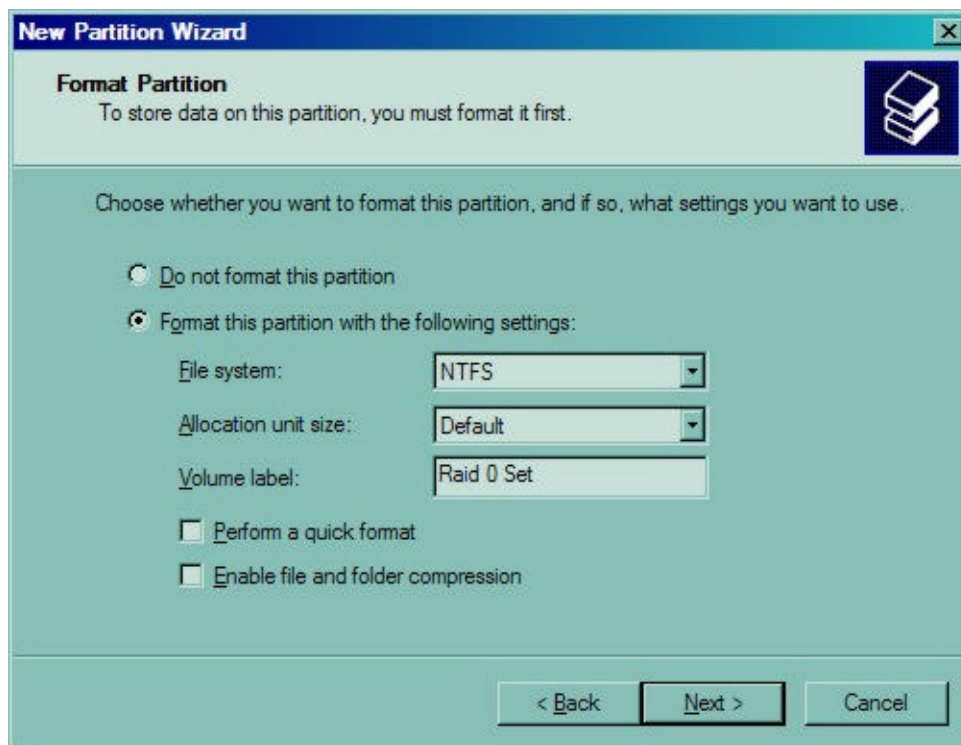 New Partition Wizard
Format Partition
To store data on this partition, you must format it first.
Choose whether you want to format this partition, and if so, what settings you want to use.
Do not format this partition
Format this partition with the following settings:
File system: NTFS
Allocation unit size: Default
Volume label: Raid 0 Set
Perform a quick format
Enable file and folder compression
< Back Next > Cancel